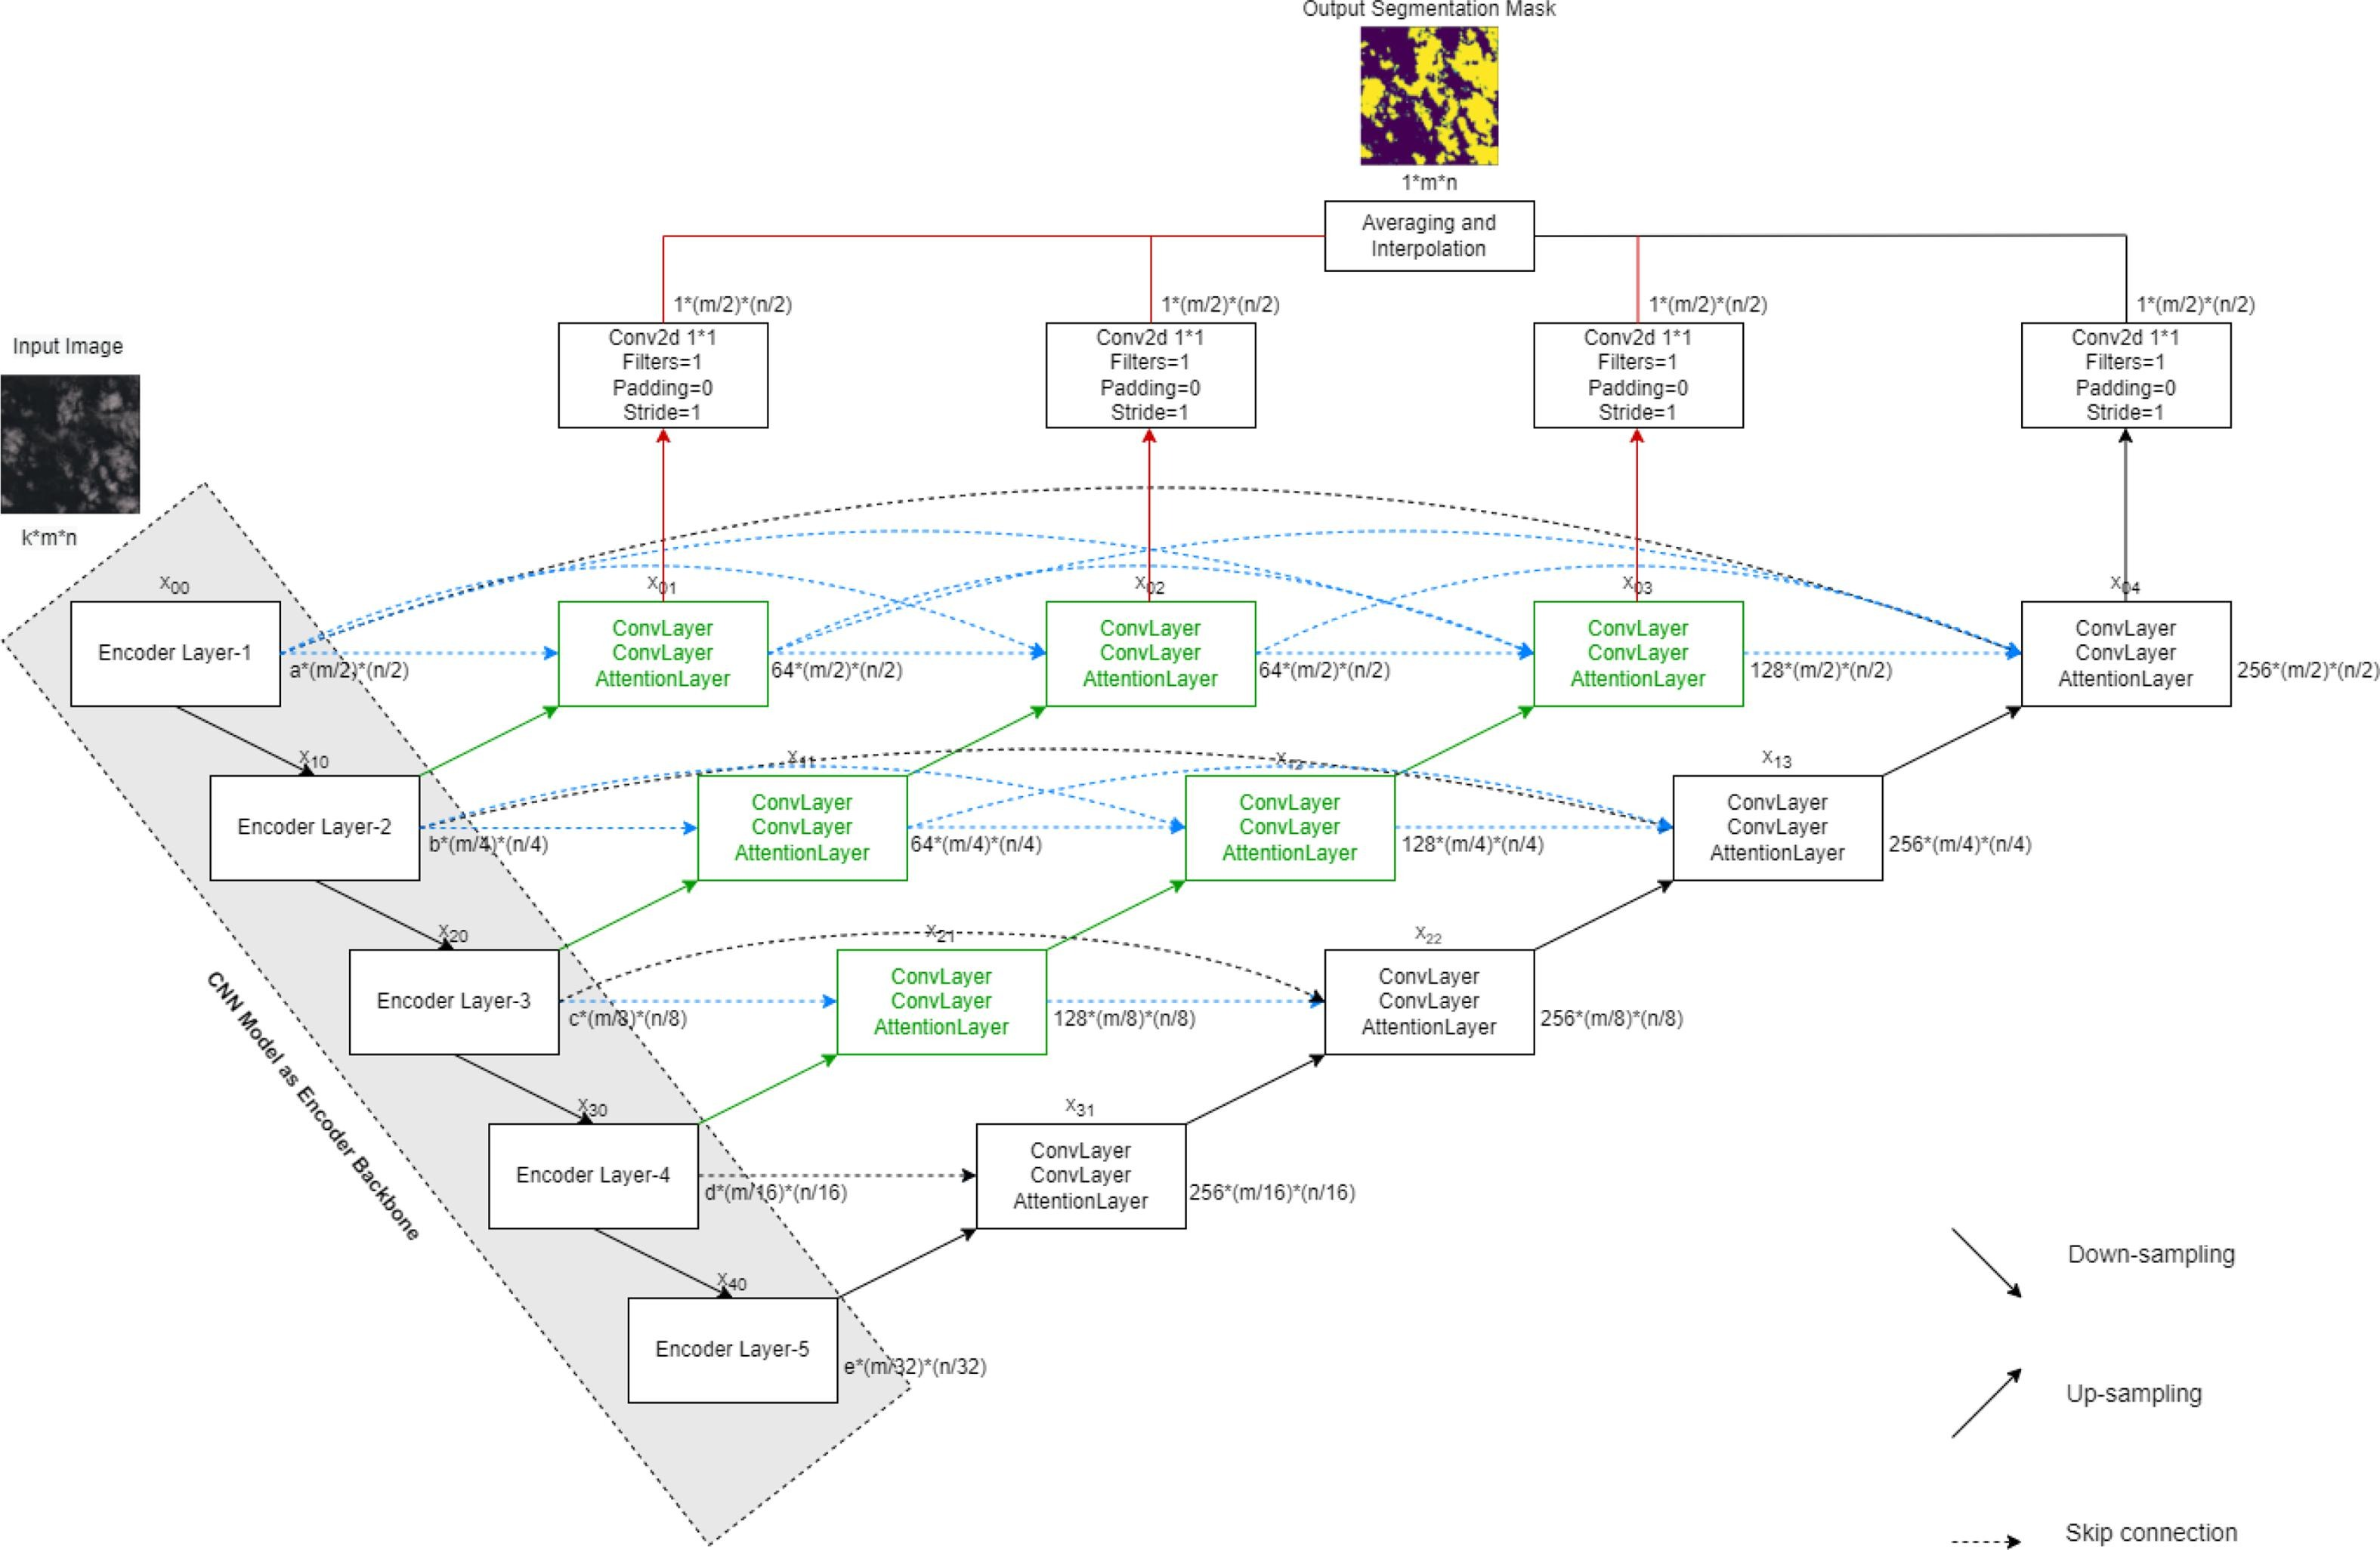 Output Segmentation Mask
1*m*n
Averaging and
Interpolation
1*(m/2)*(n/2)
1*(m/2)*(n/2)
1*(m/2)*(n/2)
1*(m/2)*(n/2)
Conv2d 1*1
Filters=1
Padding=0
Stride=1
Conv2d 1*1
Filters=1
Padding=0
Stride=1
Conv2d 1*1
Filters=1
Padding=0
Stride=1
Conv2d 1*1
Filters=1
Padding=0
Stride=1
Input Image
k*m*n
X00
Encoder Layer-1
a*(m/2)*(n/2)
X01
ConvLayer
ConvLayer
AttentionLayer
64*(m/2)*(n/2)
X02
ConvLayer
ConvLayer
AttentionLayer
64*(m/2)*(n/2)
X03
ConvLayer
ConvLayer
AttentionLayer
128*(m/2)*(n/2)
X04
ConvLayer
ConvLayer
AttentionLayer
256*(m/2)*(n/2)
X10
Encoder Layer-2
b*(m/4)*(n/4)
X11
ConvLayer
ConvLayer
AttentionLayer
64*(m/4)*(n/4)
X12
ConvLayer
ConvLayer
AttentionLayer
128*(m/4)*(n/4)
X13
ConvLayer
ConvLayer
AttentionLayer
256*(m/4)*(n/4)
X20
Encoder Layer-3
c*(m/8)*(n/8)
X21
ConvLayer
ConvLayer
AttentionLayer
128*(m/8)*(n/8)
X22
ConvLayer
ConvLayer
AttentionLayer
256*(m/8)*(n/8)
CNN Model as Encoder Backbone
X30
Encoder Layer-4
d*(m/16)*(n/16)
X31
ConvLayer
ConvLayer
AttentionLayer
256*(m/16)*(n/16)
X40
Encoder Layer-5
e*(m/32)*(n/32)
Down-sampling
Up-sampling
Skip connection